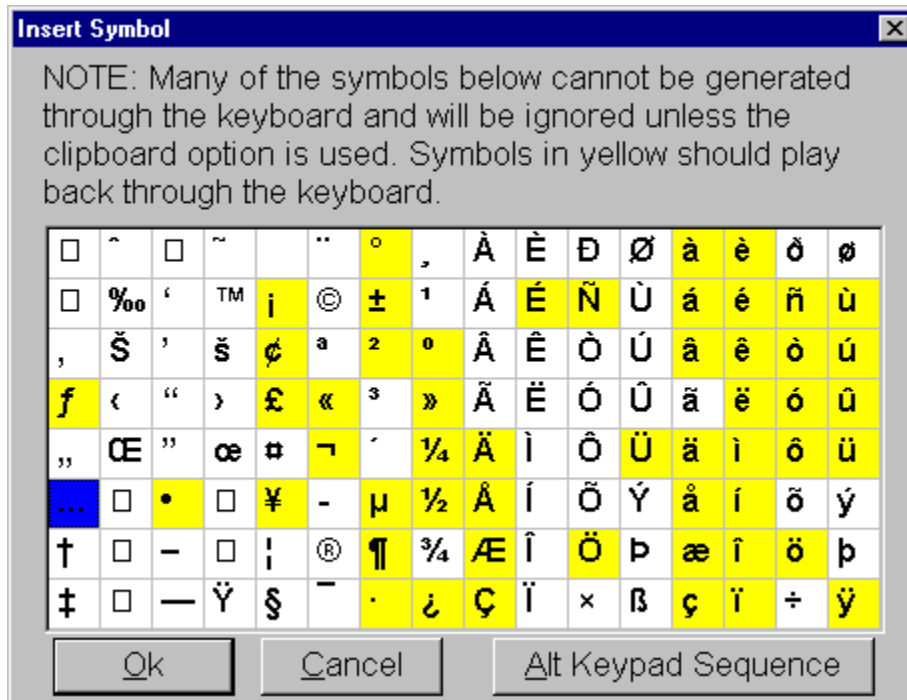 Insert Symbol
NOTE: Many of the symbols below cannot be generated
through the keyboard and will be ignored unless the
clipboard option is used. Symbols in yellow should play
back through the keyboard.
□ ˆ □ ˜ ¨ ° ¸ À È Ð Ø à è ð ø
□ ‰ ‘ ™ ¡ © ± ¹ Á É Ñ Ù á é ñ ù
‚ Š ’ š ¢ ª ² º Â Ê Ò Ú â ê ò ú
ƒ ‹ “ › £ « ³ » Ã Ë Ó Û ã ë ó û
„ Œ ” œ ¤ ¬ ´ ¼ Ä Ì Ô Ü ä ì ô ü
… □ • □ ¥ - µ ½ Å Í Õ Ý å í õ ý
† □ – □ ¦ ® ¶ ¾ Æ Î Ö Þ æ î ö þ
‡ □ — Ÿ § ¯ · ¿ Ç Ï × ß ç ï ÷ ÿ
Ok Cancel Alt Keypad Sequence